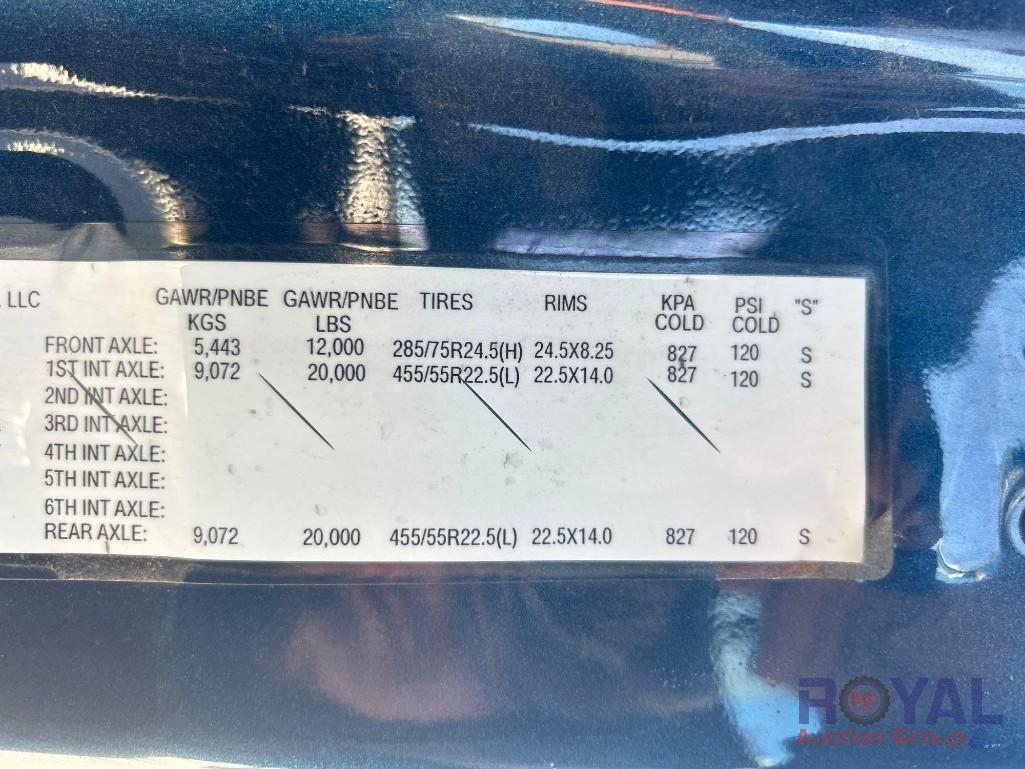 LLC GAWR/PNBE GAWR/PNBE TIRES RIMS KPA PSI "S"
KGS LBS COLD COLD
FRONT AXLE: 5,443 12,000 285/75R24.5(H) 24.5X8.25 827 120 S
1ST INT AXLE: 9,072 20,000 455/55R22.5(L) 22.5X14.0 827 120 S
2ND INT AXLE:
3RD INT AXLE:
4TH INT AXLE:
5TH INT AXLE:
6TH INT AXLE:
REAR AXLE: 9,072 20,000 455/55R22.5(L) 22.5X14.0 827 120 S
ROYAL
Auction Group